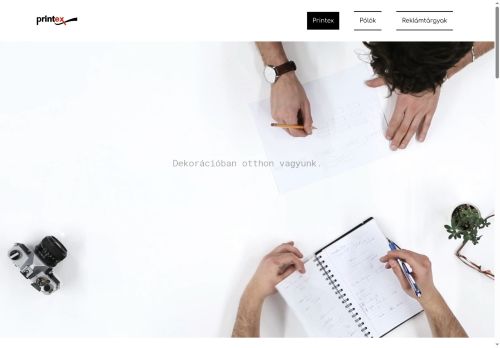 printex
Printex
Pólók
Reklámtárgyak
Dekorációban otthon vagyunk.